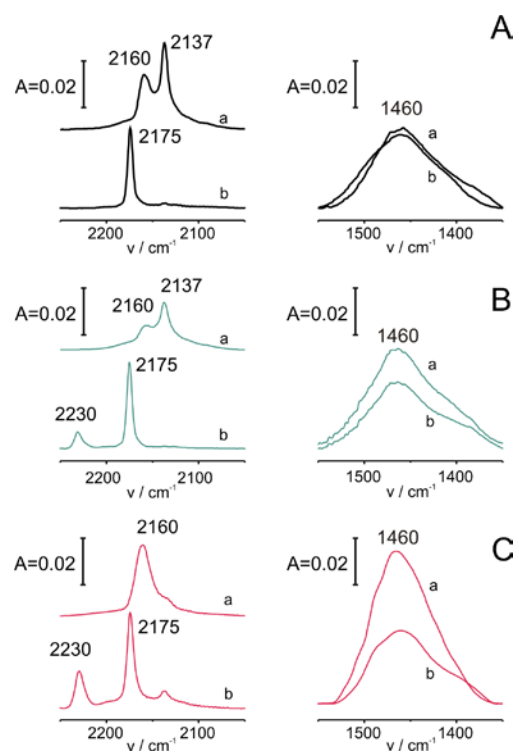 A
2137
2160
A=0.02
a
2175
b
2200 2100
ν / cm-1
A=0.02
1460
a
b
1500 1400
ν / cm-1
B
2137
2160
A=0.02
a
2175
2230
b
2200 2100
ν / cm-1
A=0.02
1460
a
b
1500 1400
ν / cm-1
C
2160
A=0.02
a
2175
2230
b
2200 2100
ν / cm-1
A=0.02
1460
a
b
1500 1400
ν / cm-1